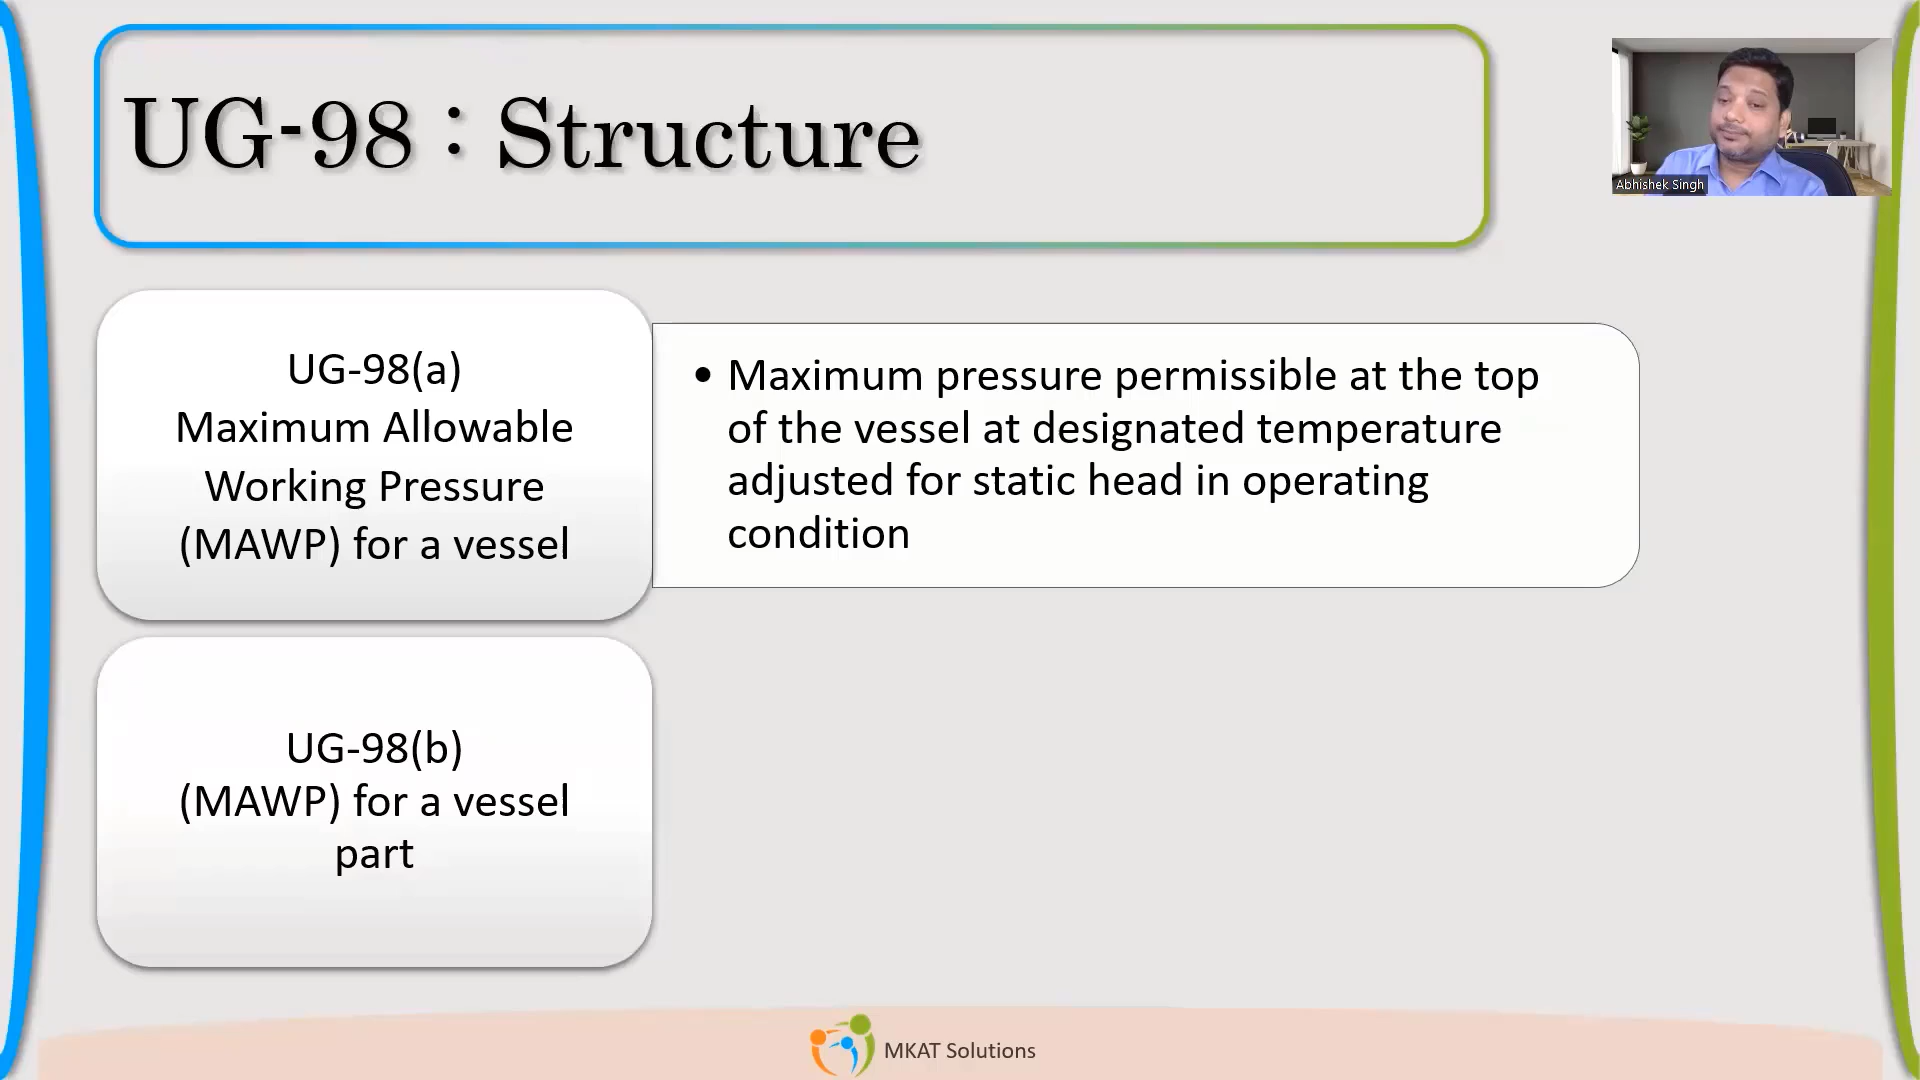 UG-98 : Structure
Abhishek Singh
UG-98(a)
Maximum Allowable
Working Pressure
(MAWP) for a vessel
• Maximum pressure permissible at the top
of the vessel at designated temperature
adjusted for static head in operating
condition
UG-98(b)
(MAWP) for a vessel
part
MKAT Solutions